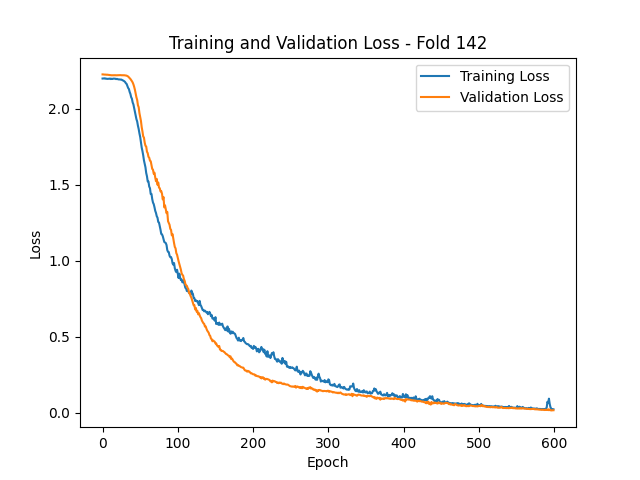 Training and Validation Loss - Fold 142
Training Loss
Validation Loss
Loss
2.0
1.5
1.0
0.5
0.0
0 100 200 300 400 500 600
Epoch